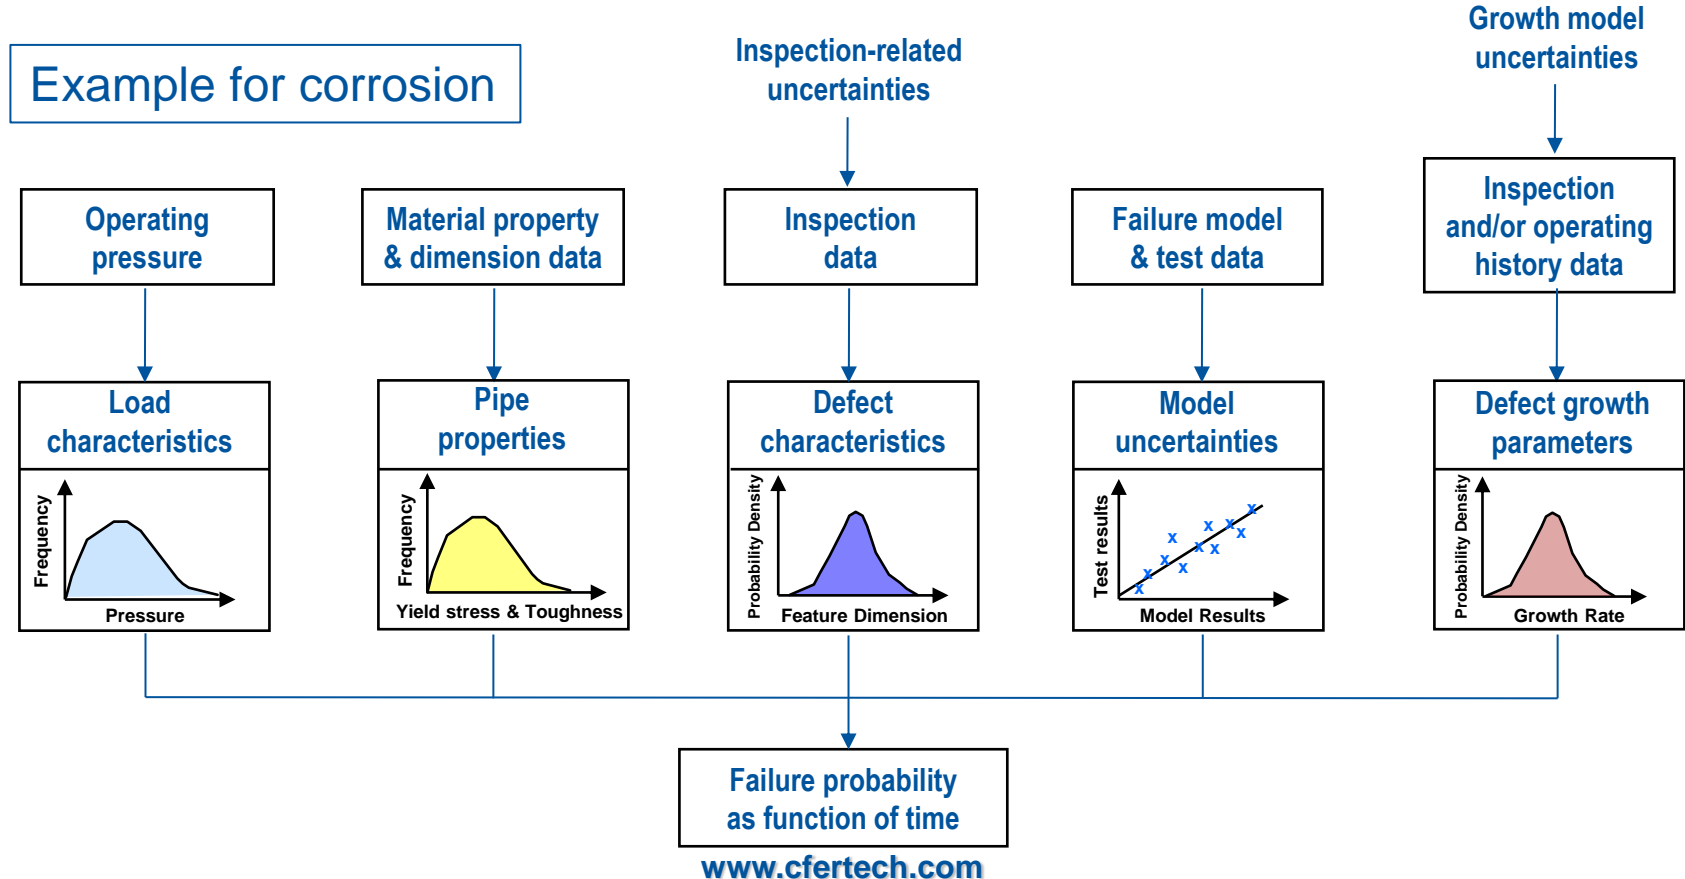 Example for corrosion
Inspection-related
uncertainties
Growth model
uncertainties
Operating
pressure
Material property
& dimension data
Inspection
data
Failure model
& test data
Inspection
and/or operating
history data
Load
characteristics
Frequency
Pressure
Pipe
properties
Frequency
Yield stress & Toughness
Defect
characteristics
Probability Density
Feature Dimension
Model
uncertainties
Test results
x x x x x x x x x x x
Model Results
Defect growth
parameters
Probability Density
Growth Rate
Failure probability
as function of time
www.cfertech.com